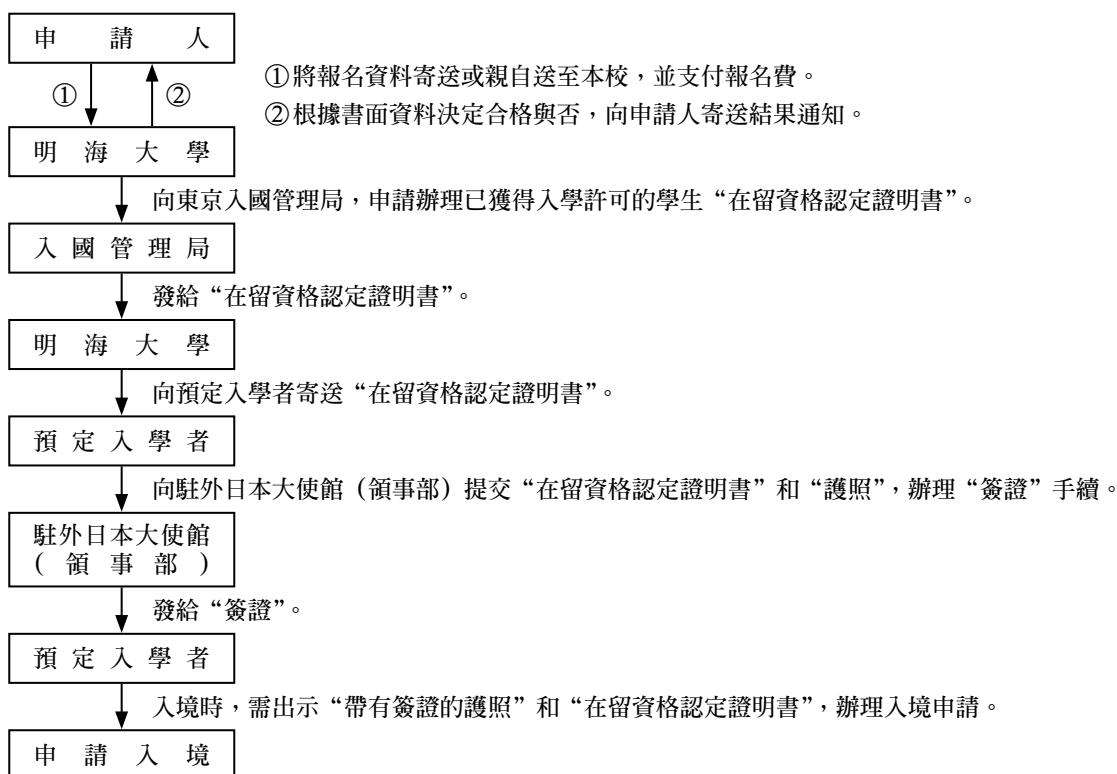 申請人
① ②
①將報名資料寄送或親自送至本校，並支付報名費。
②根據書面資料決定合格與否，向申請人寄送結果通知。
明海大學
向東京入國管理局，申請辦理已獲得入學許可的學生“在留資格認定證明書”。
入國管理局
發給“在留資格認定證明書”。
明海大學
向預定入學者寄送“在留資格認定證明書”。
預定入學者
向駐外日本大使館（領事部）提交“在留資格認定證明書”和“護照”，辦理“簽證”手續。
駐外日本大使館
（領事部）
發給“簽證”。
預定入學者
入境時，需出示“帶有簽證的護照”和“在留資格認定證明書”，辦理入境申請。
申請入境